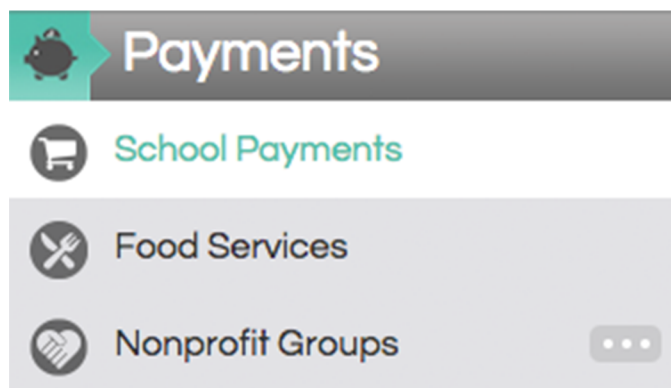 Payments
School Payments
Food Services
Nonprofit Groups